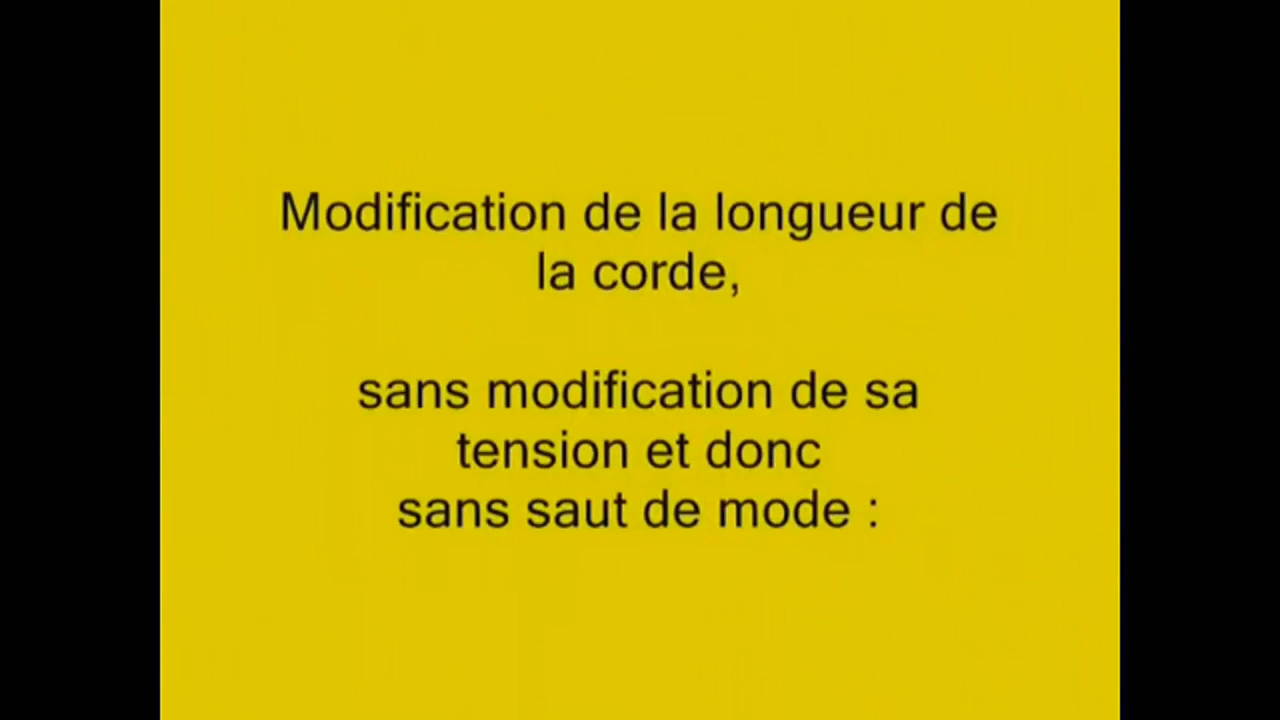 Modification de la longueur de
la corde,
sans modification de sa
tension et donc
sans saut de mode :